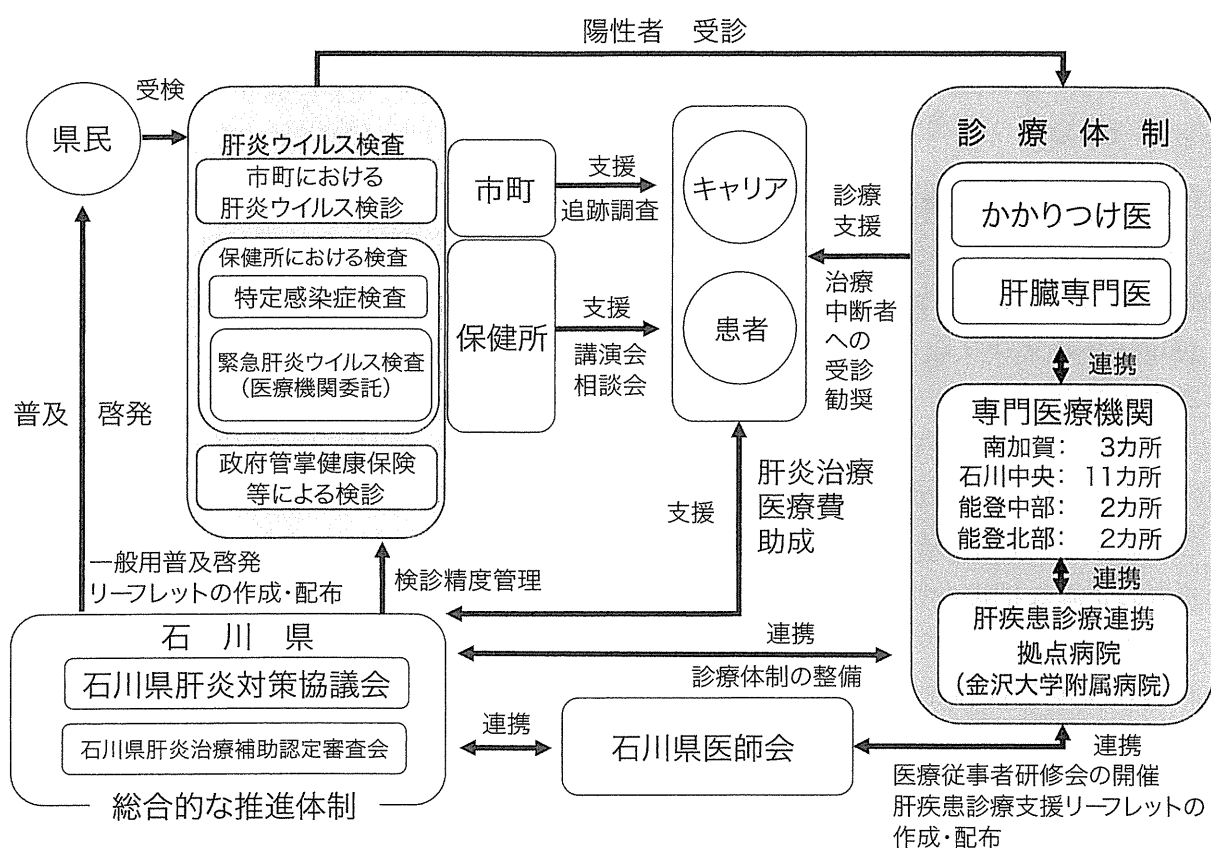 陽性者 受診
県民
受検
肝炎ウイルス検査
市町における
肝炎ウイルス検診
保健所における検査
特定感染症検査
緊急肝炎ウイルス検査
(医療機関委託)
政府管掌健康保険
等による検診
市町
保健所
支援
追跡調査
支援
講演会
相談会
キャリア
患者
診療
支援
治療
中断者
への
受診
勧奨
診療体制
かかりつけ医
肝臓専門医
連携
専門医療機関
南加賀: 3カ所
石川中央: 11カ所
能登中部: 2カ所
能登北部: 2カ所
連携
肝疾患診療連携
拠点病院
(金沢大学附属病院)
普及 啓発
一般用普及啓発
リーフレットの作成・配布
検診精度管理
支援
肝炎治療
医療費
助成
石川県
石川県肝炎対策協議会
石川県肝炎治療補助認定審査会
総合的な推進体制
連携
診療体制の整備
連携
石川県医師会
連携
医療従事者研修会の開催
肝疾患診療支援リーフレットの
作成・配布